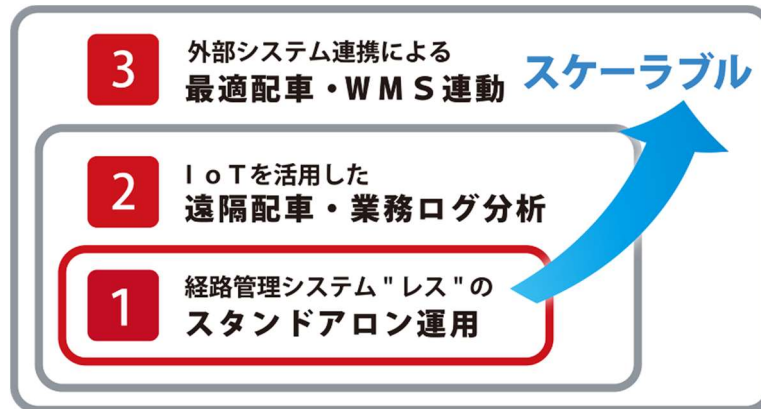 3
外部システム連携による
最適配車・WMS連動
スケーラブル
2
IoTを活用した
遠隔配車・業務ログ分析
1
経路管理システム"レス"の
スタンドアロン運用